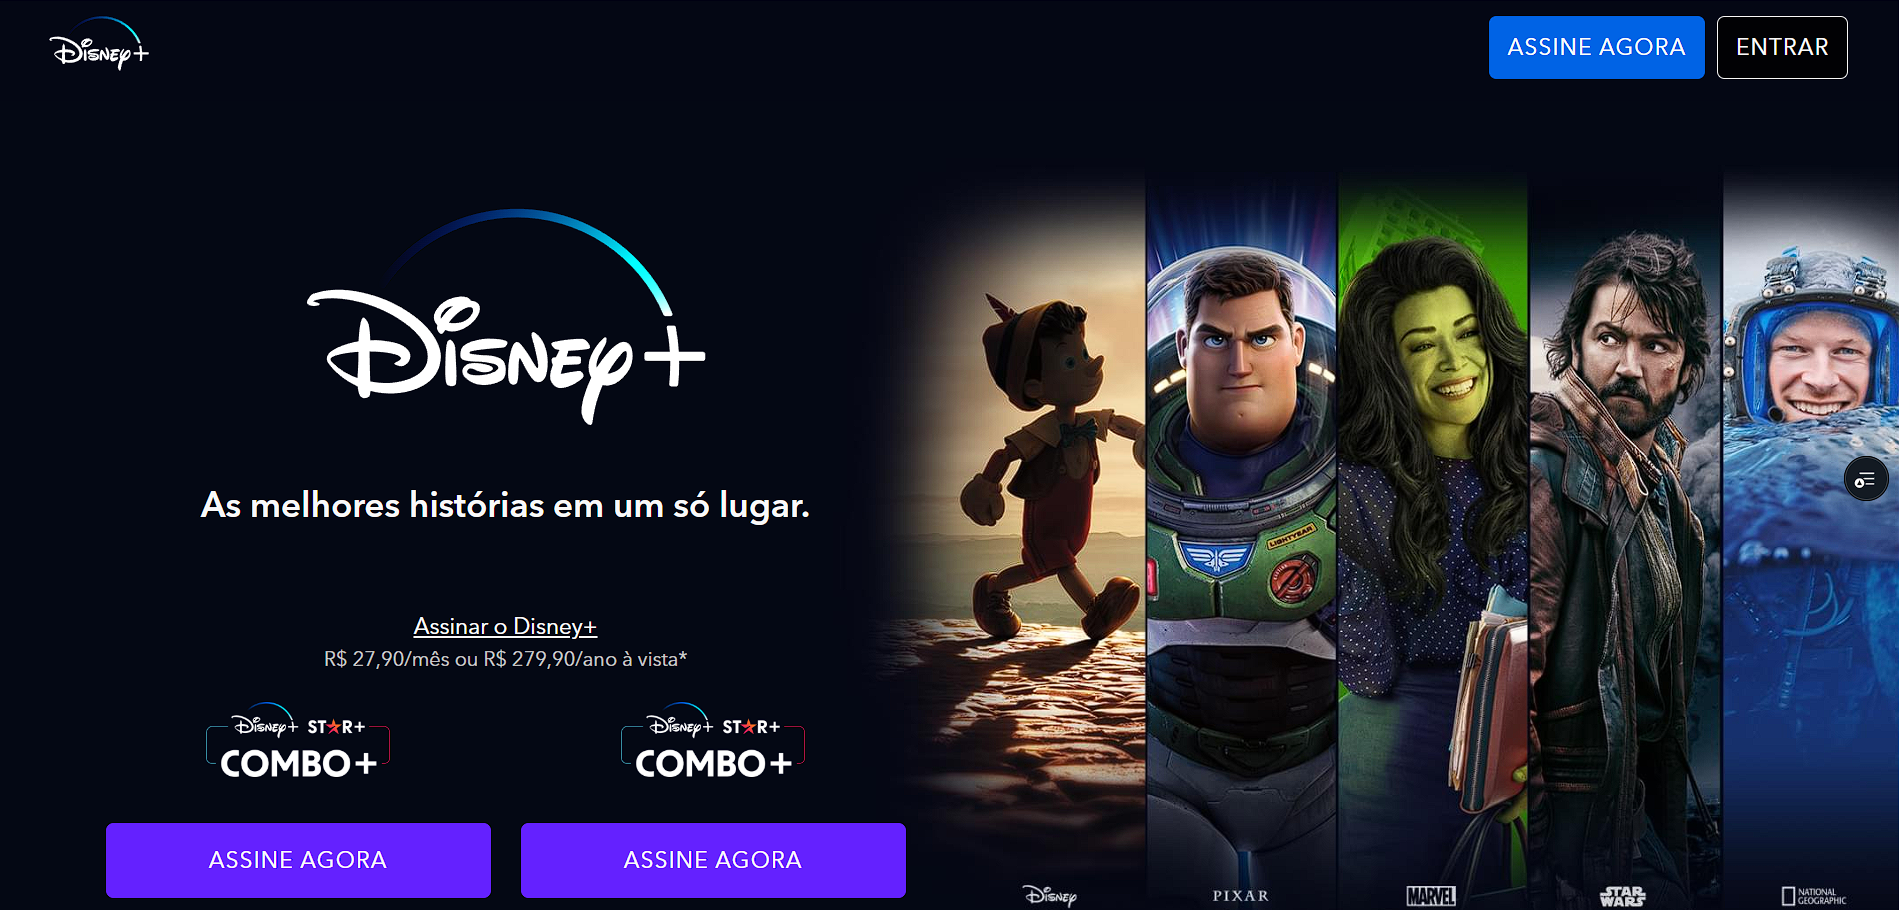 Disney+
ASSINE AGORA
ENTRAR
Disney+
As melhores histórias em um só lugar.
Assinar o Disney+
R$ 27,90/mês ou R$ 279,90/ano à vista*
Disney+ STAR+
COMBO+
ASSINE AGORA
Disney+ STAR+
COMBO+
ASSINE AGORA
LIGHTYEAR
Disney
PIXAR
MARVEL
STAR
WARS
NATIONAL
GEOGRAPHIC